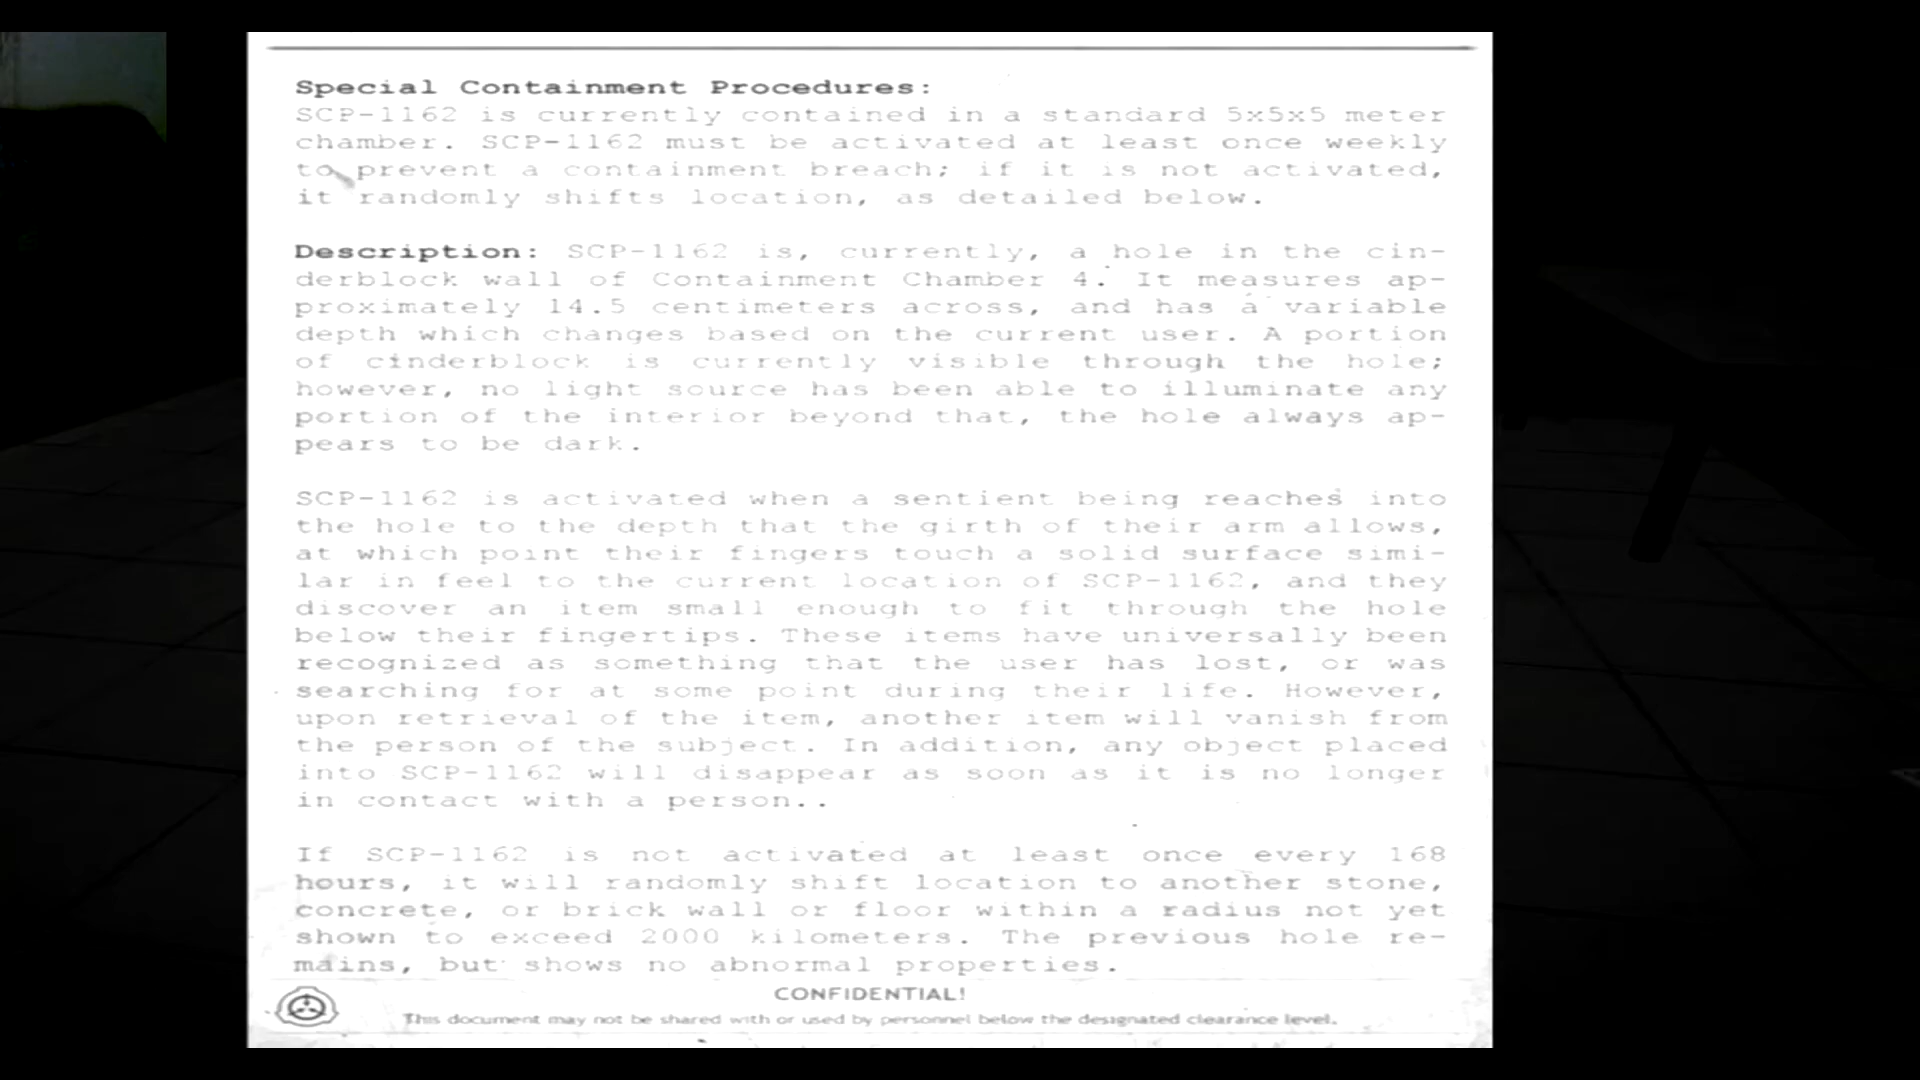 Special Containment Procedures:
SCP-1162 is currently contained in a standard 5x5x5 meter
chamber. SCP-1162 must be activated at least once weekly
to prevent a containment breach; if it is not activated,
it randomly shifts location, as detailed below.
Description: SCP-1162 is, currently, a hole in the cin-
derblock wall of Containment Chamber 4. It measures ap-
proximately 14.5 centimeters across, and has a variable
depth which changes based on the current user. A portion
of cinderblock is currently visible through the hole;
however, no light source has been able to illuminate any
portion of the interior beyond that, the hole always ap-
pears to be dark.
SCP-1162 is activated when a sentient being reaches into
the hole to the depth that the girth of their arm allows,
at which point their fingers touch a solid surface simi-
lar in feel to the current location of SCP-1162, and they
discover an item small enough to fit through the hole
below their fingertips. These items have universally been
recognized as something that the user has lost, or was
searching for at some point during their life. However,
upon retrieval of the item, another item will vanish from
the person of the subject. In addition, any object placed
into SCP-1162 will disappear as soon as it is no longer
in contact with a person..
If SCP-1162 is not activated at least once every 168
hours, it will randomly shift location to another stone,
concrete, or brick wall or floor within a radius not yet
shown to exceed 2000 kilometers. The previous hole re-
mains, but shows no abnormal properties.
CONFIDENTIAL!
This document may not be shared with or used by personnel below the designated clearance level.